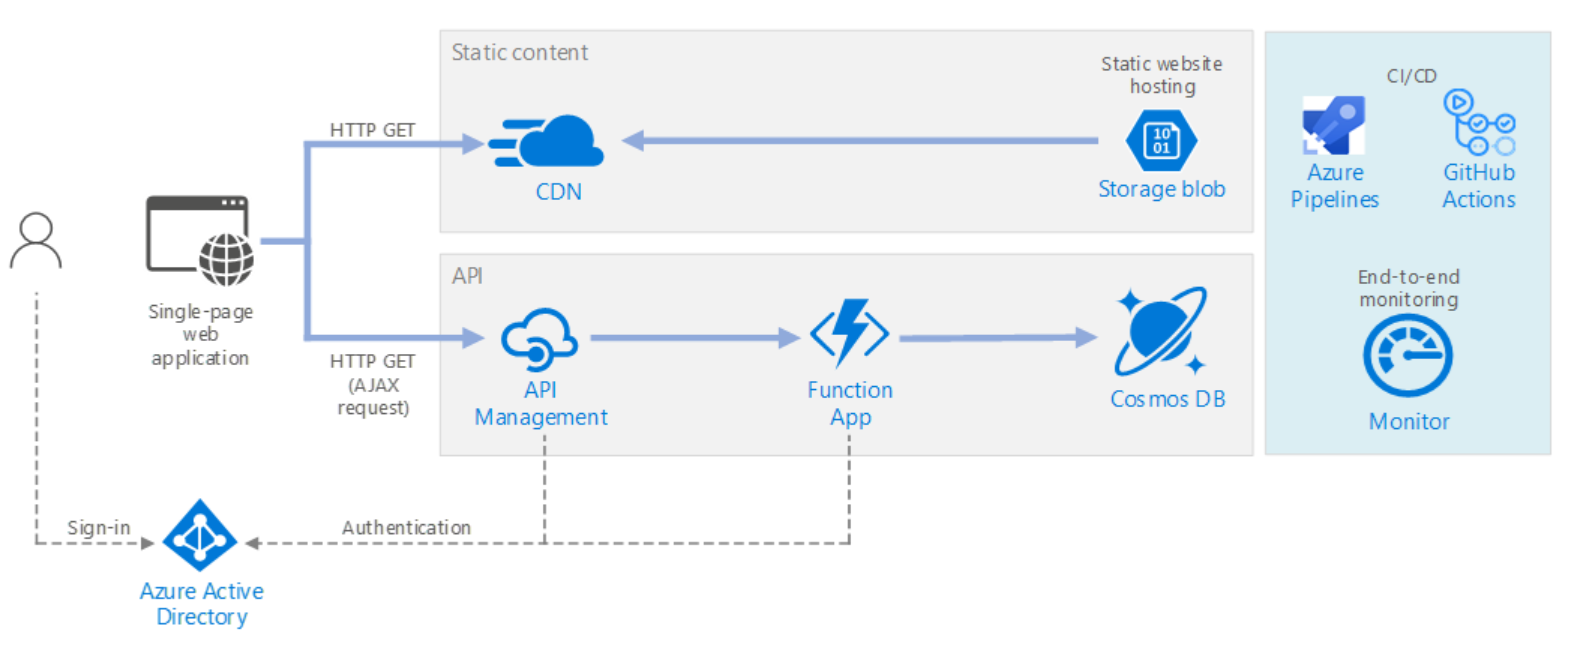 Static content
Static website
hosting
HTTP GET
10
01
CDN
Storage blob
CI/CD
Azure
Pipelines
GitHub
Actions
Single-page
web
application
API
HTTP GET
(AJAX
request)
API
Management
Function
App
Cosmos DB
End-to-end
monitoring
Monitor
Sign-in
Authentication
Azure Active
Directory